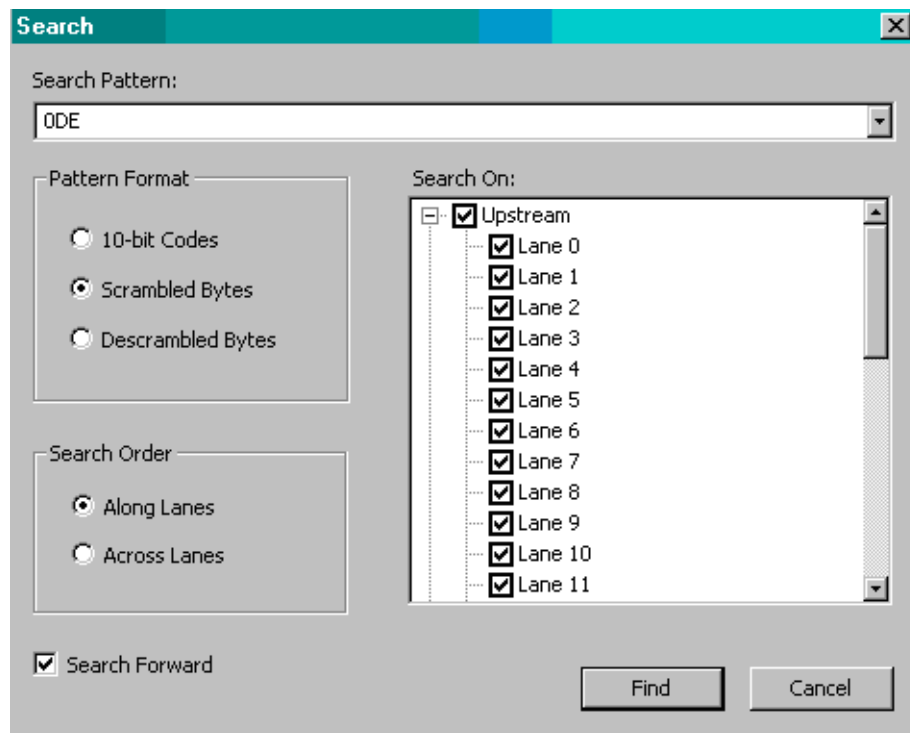 Search
Search Pattern:
0DE
Pattern Format
10-bit Codes
Scrambled Bytes
Descrambled Bytes
Search Order
Along Lanes
Across Lanes
Search On:
Upstream
Lane 0
Lane 1
Lane 2
Lane 3
Lane 4
Lane 5
Lane 6
Lane 7
Lane 8
Lane 9
Lane 10
Lane 11
Search Forward
Find
Cancel